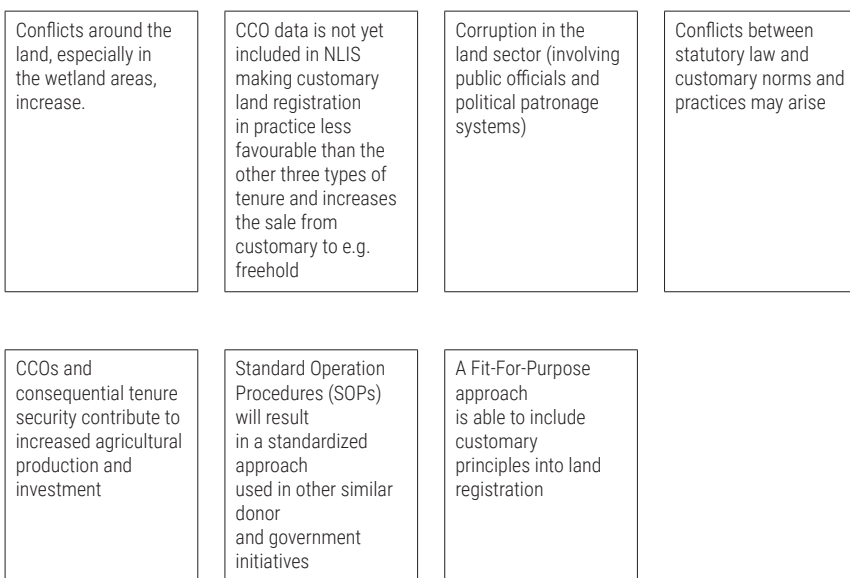 Conflicts around the
land, especially in
the wetland areas,
increase.
CCO data is not yet
included in NLIS
making customary
land registration
in practice less
favourable than the
other three types of
tenure and increases
the sale from
customary to e.g.
freehold
Corruption in the
land sector (involving
public officials and
political patronage
systems)
Conflicts between
statutory law and
customary norms and
practices may arise
CCOs and
consequential tenure
security contribute to
increased agricultural
production and
investment
Standard Operation
Procedures (SOPs)
will result
in a standardized
approach
used in other similar
donor
and government
initiatives
A Fit-For-Purpose
approach
is able to include
customary
principles into land
registration